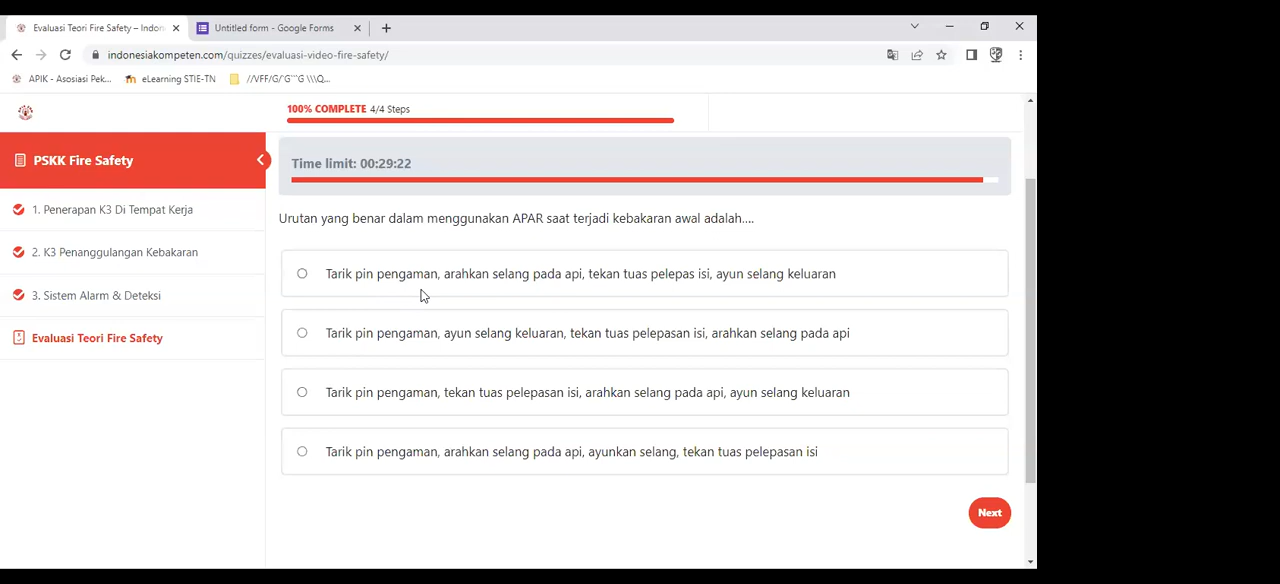 Evaluasi Teori Fire Safety – Indon
Untitled form - Google Forms
indonesiakompeten.com/quizzes/evaluasi-video-fire-safety/
APIK - Asosiasi Pek...
eLearning STIE-TN
100% COMPLETE 4/4 Steps
PSKK Fire Safety
Time limit: 00:29:22
1. Penerapan K3 Di Tempat Kerja
2. K3 Penanggulangan Kebakaran
3. Sistem Alarm & Deteksi
Evaluasi Teori Fire Safety
Urutan yang benar dalam menggunakan APAR saat terjadi kebakaran awal adalah....
Tarik pin pengaman, arahkan selang pada api, tekan tuas pelepas isi, ayun selang keluaran
Tarik pin pengaman, ayun selang keluaran, tekan tuas pelepasan isi, arahkan selang pada api
Tarik pin pengaman, tekan tuas pelepasan isi, arahkan selang pada api, ayun selang keluaran
Tarik pin pengaman, arahkan selang pada api, ayunkan selang, tekan tuas pelepasan isi
Next